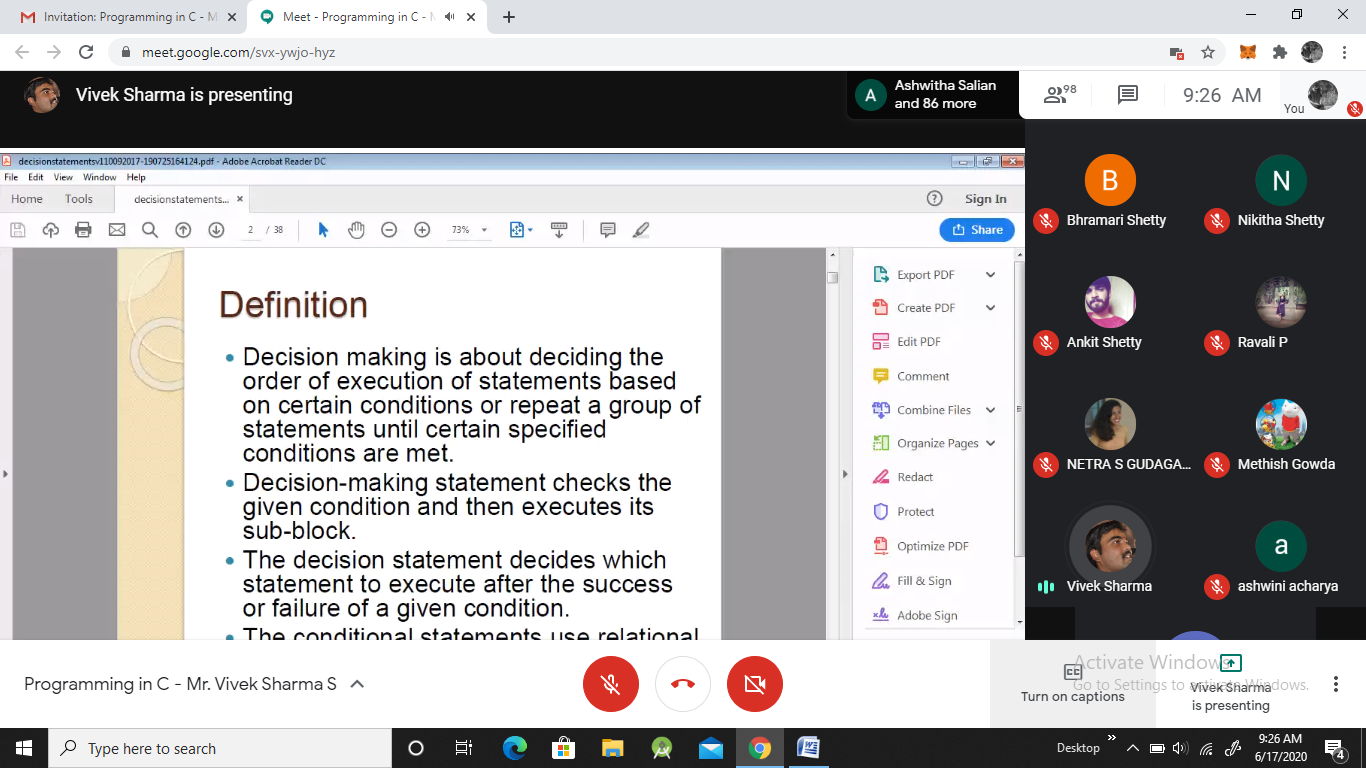 Invitation: Programming in C - M
Meet - Programming in C - M
meet.google.com/svx-ywjo-hyz
Vivek Sharma is presenting
A
Ashwitha Salian
and 86 more
98
9:26 AM
You
decisionstatementsv110092017-190725164124.pdf - Adobe Acrobat Reader DC
File Edit View Window Help
Home Tools decisionstatements...
Sign In
2 / 38
73%
Share
Definition
Decision making is about deciding the
order of execution of statements based
on certain conditions or repeat a group of
statements until certain specified
conditions are met.
Decision-making statement checks the
given condition and then executes its
sub-block.
The decision statement decides which
statement to execute after the success
or failure of a given condition.
The conditional statements use relational
Export PDF
Create PDF
Edit PDF
Comment
Combine Files
Organize Pages
Redact
Protect
Optimize PDF
Fill & Sign
Adobe Sign
B
Bhramari Shetty
N
Nikitha Shetty
Ankit Shetty
Ravali P
NETRA S GUDAGA...
Methish Gowda
Vivek Sharma
a
ashwini acharya
Programming in C - Mr. Vivek Sharma S
CC
Turn on captions
Vivek Sharma
is presenting
Activate Windows
Go to Settings to activate Windows.
Type here to search
Desktop
9:26 AM
6/17/2020
4